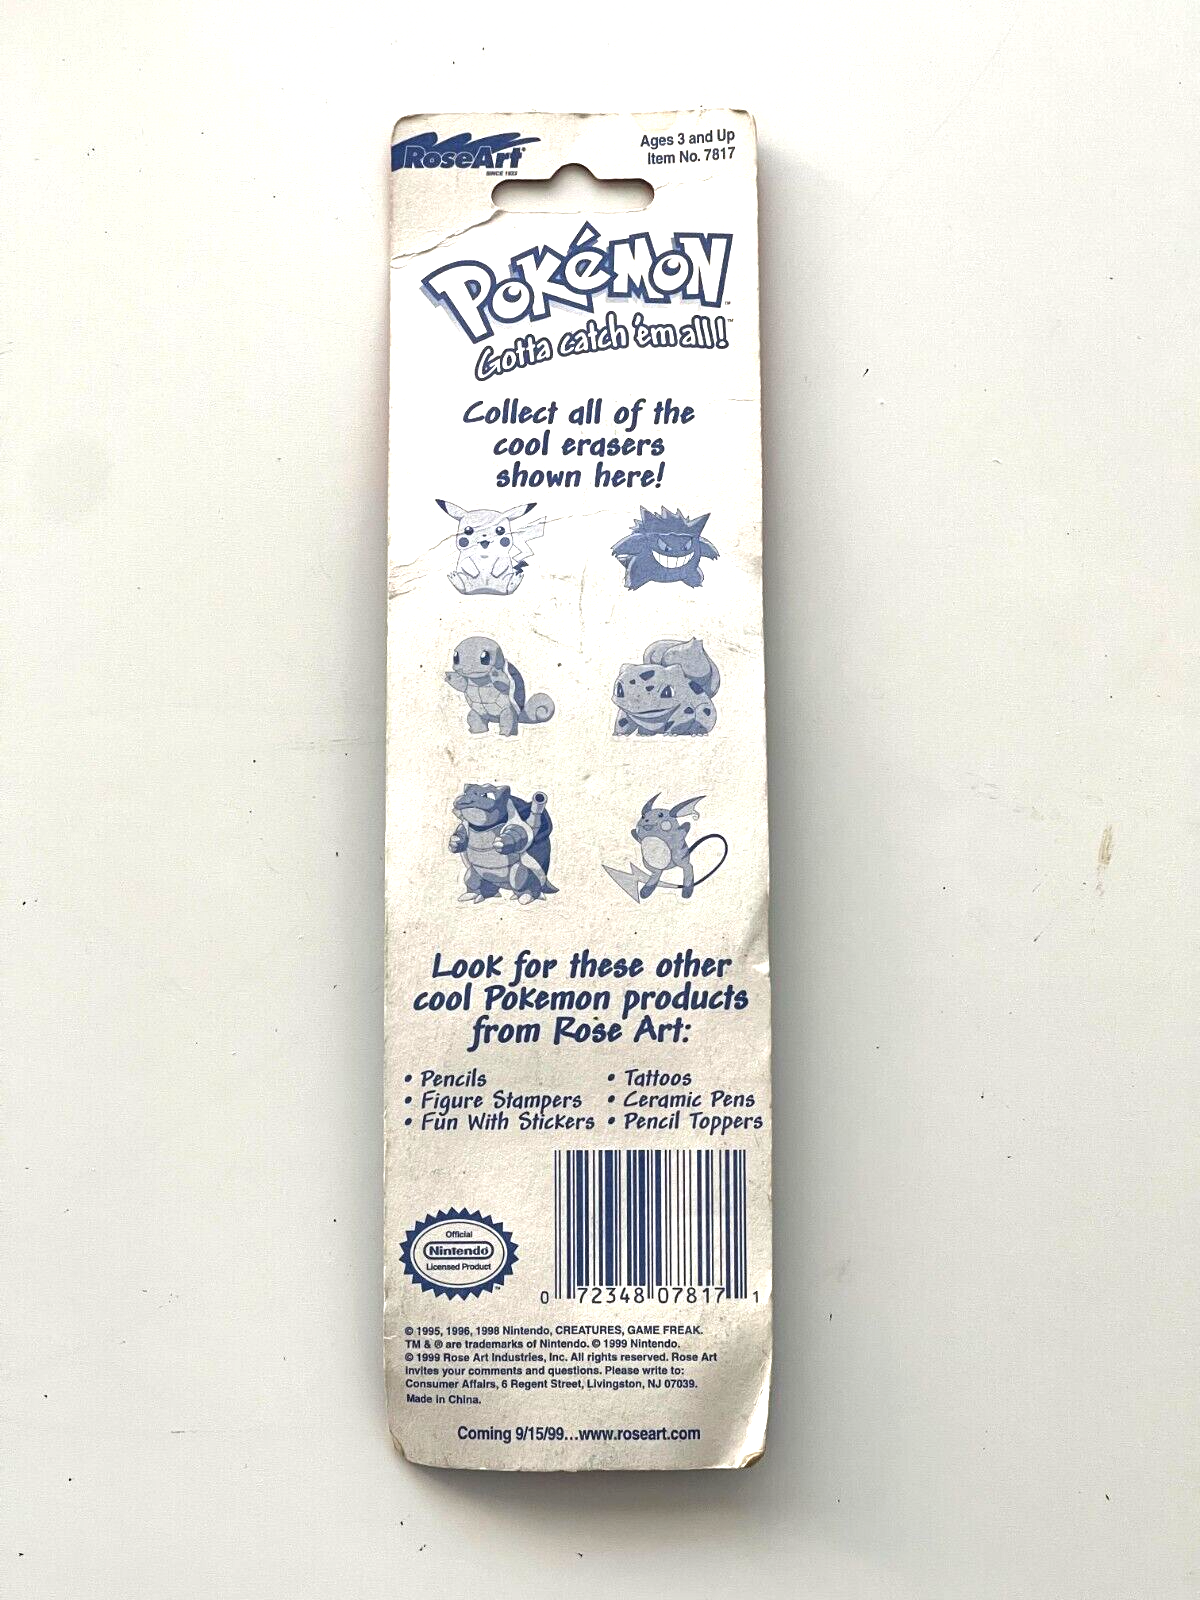 RoseArt®
SINCE 1923
Ages 3 and Up
Item No. 7817
POKéMON™
Gotta catch 'em all!™
Collect all of the
cool erasers
shown here!
Look for these other
cool Pokemon products
from Rose Art:
• Pencils
• Figure Stampers
• Fun With Stickers
• Tattoos
• Ceramic Pens
• Pencil Toppers
Official
Nintendo®
Licensed Product
™
0 72348 07817 1
© 1995, 1996, 1998 Nintendo, CREATURES, GAME FREAK.
TM & ® are trademarks of Nintendo. © 1999 Nintendo.
© 1999 Rose Art Industries, Inc. All rights reserved. Rose Art
invites your comments and questions. Please write to:
Consumer Affairs, 6 Regent Street, Livingston, NJ 07039.
Made in China.
Coming 9/15/99...www.roseart.com